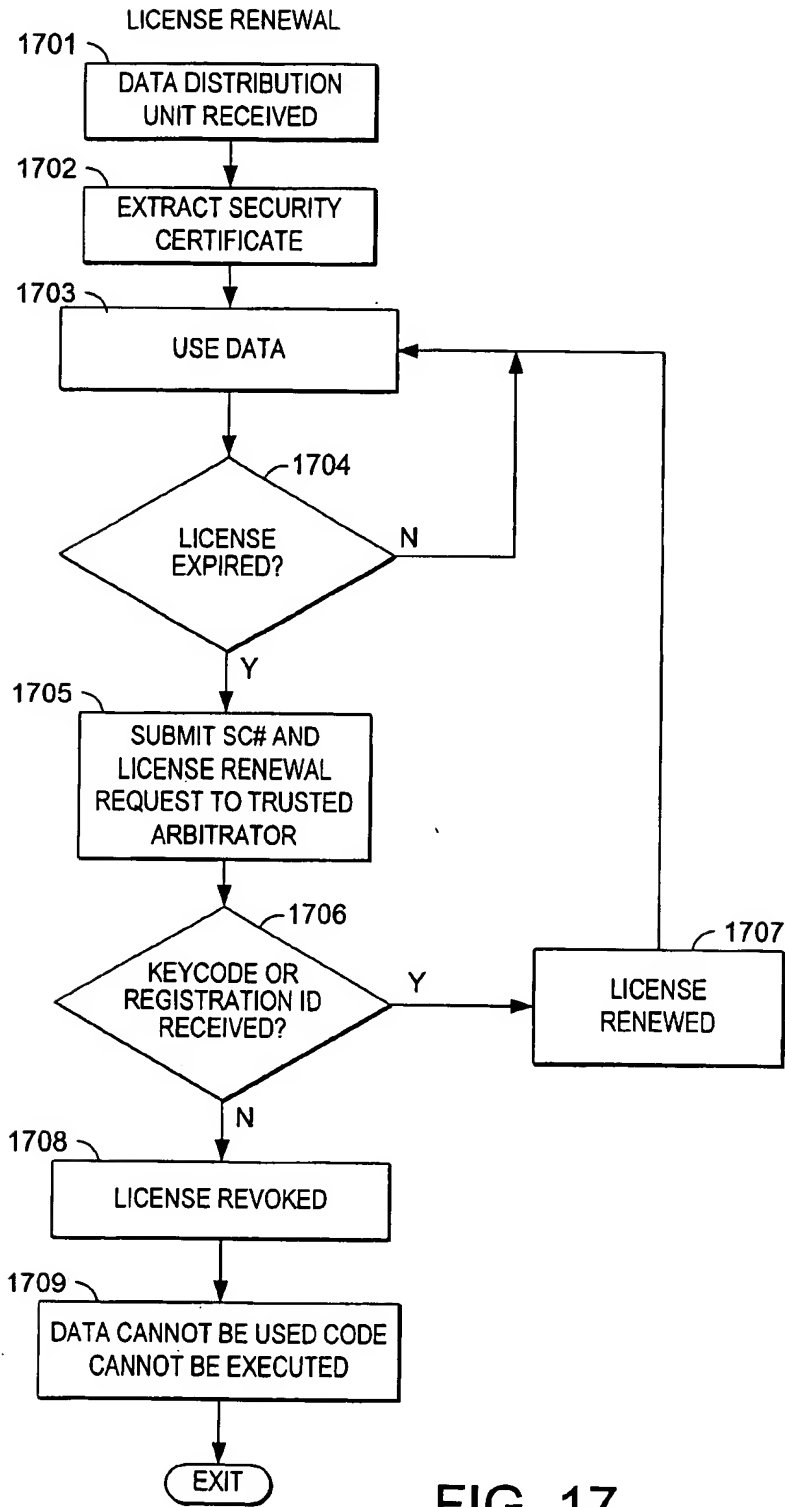 LICENSE RENEWAL
1701
DATA DISTRIBUTION
UNIT RECEIVED
1702
EXTRACT SECURITY
CERTIFICATE
1703
USE DATA
1704
LICENSE
EXPIRED?
N
Y
1705
SUBMIT SC# AND
LICENSE RENEWAL
REQUEST TO TRUSTED
ARBITRATOR
1706
KEYCODE OR
REGISTRATION ID
RECEIVED?
Y
1707
LICENSE
RENEWED
N
1708
LICENSE REVOKED
1709
DATA CANNOT BE USED CODE
CANNOT BE EXECUTED
EXIT
FIG. 17